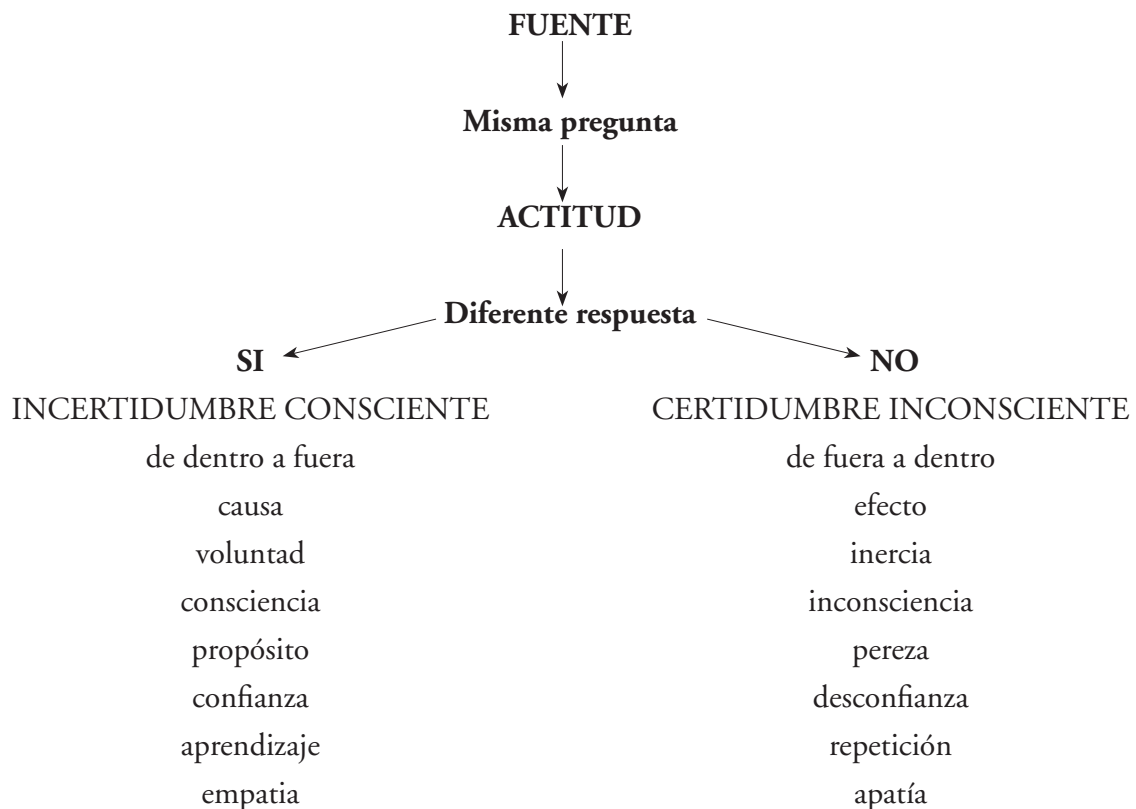 FUENTE
Misma pregunta
ACTITUD
Diferente respuesta
SI
INCERTIDUMBRE CONSCIENTE
de dentro a fuera
causa
voluntad
consciencia
propósito
confianza
aprendizaje
empatia
NO
CERTIDUMBRE INCONSCIENTE
de fuera a dentro
efecto
inercia
inconsciencia
pereza
desconfianza
repetición
apatía